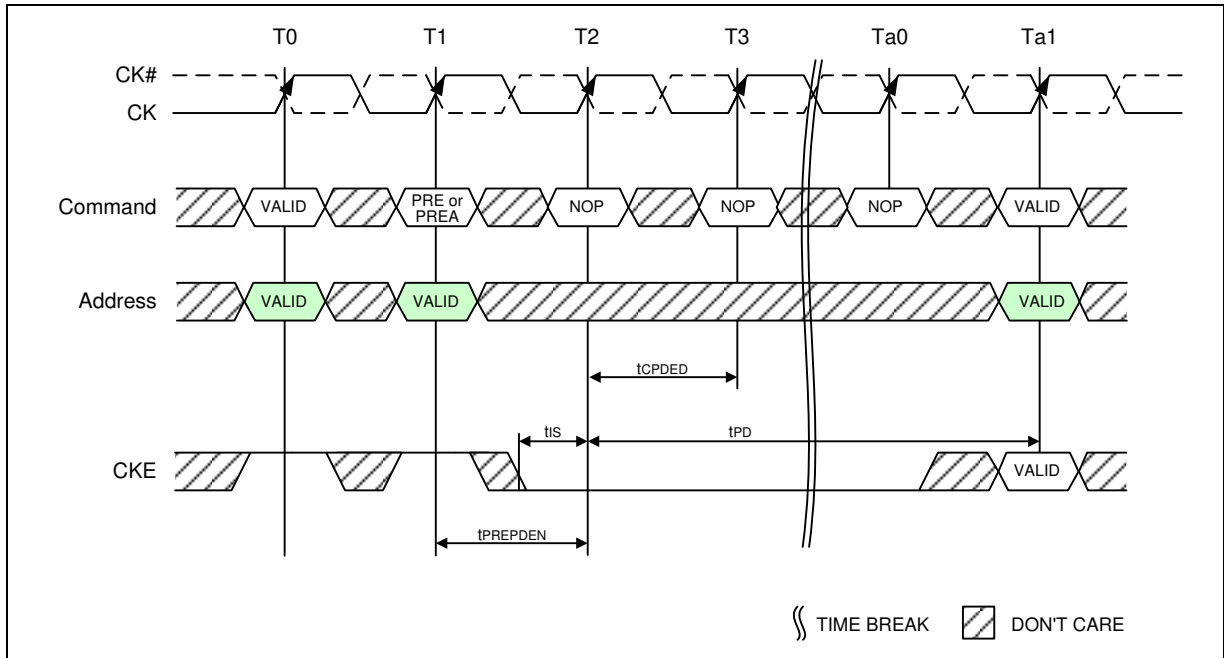 T0 T1 T2 T3 Ta0 Ta1
CK#
CK
Command VALID PRE or PREA NOP NOP NOP VALID
Address VALID VALID VALID
tCPDED
tIS tPD
CKE VALID
tPREPDEN
TIME BREAK DON'T CARE